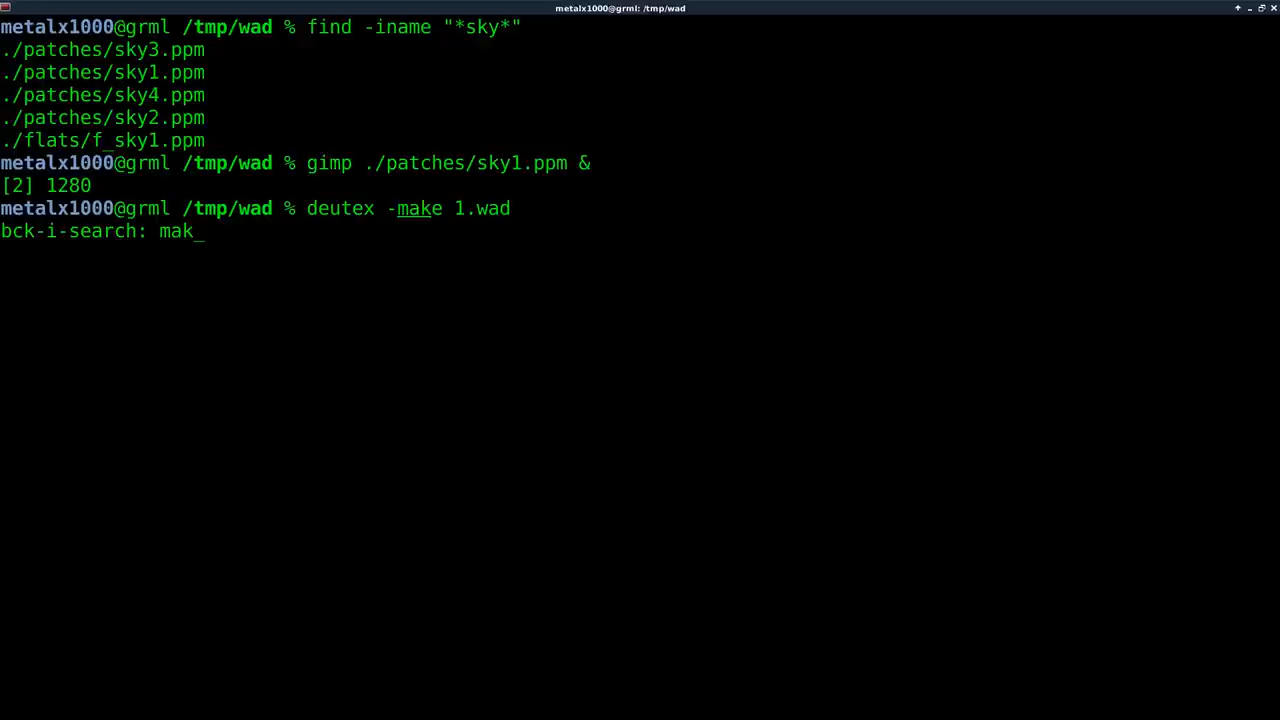 metalx1000@grml: /tmp/wad
metalx1000@grml /tmp/wad % find -iname "*sky*"
./patches/sky3.ppm
./patches/sky1.ppm
./patches/sky4.ppm
./patches/sky2.ppm
./flats/f_sky1.ppm
metalx1000@grml /tmp/wad % gimp ./patches/sky1.ppm &
[2] 1280
metalx1000@grml /tmp/wad % deutex -make 1.wad
bck-i-search: mak_